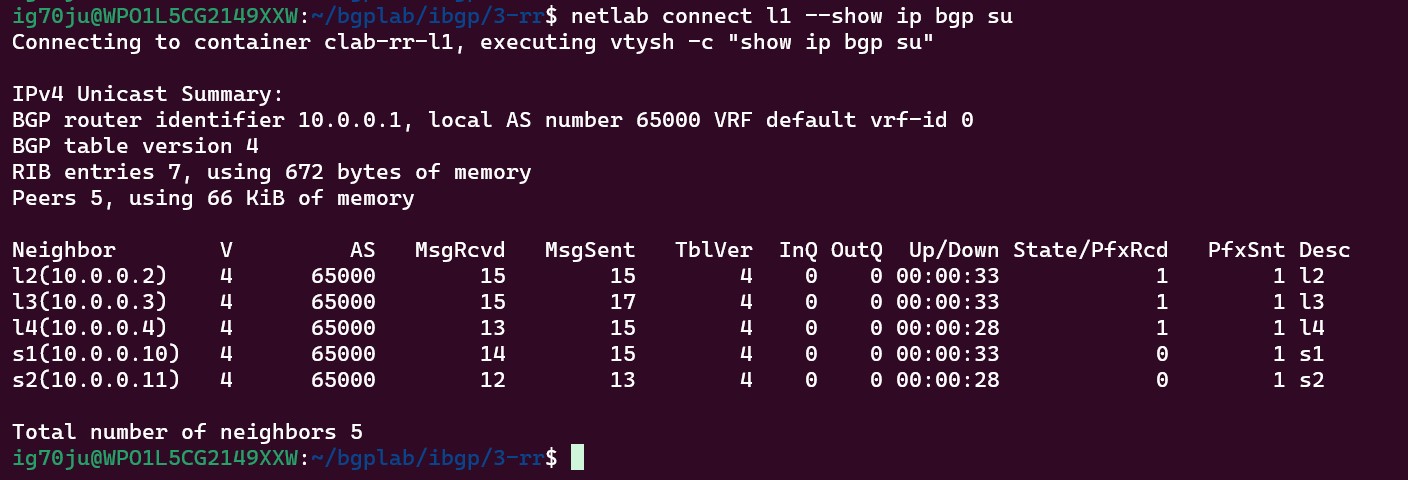 ig70ju@WPO1L5CG2149XXW:~/bgplab/ibgp/3-rr$ netlab connect l1 --show ip bgp su
Connecting to container clab-rr-l1, executing vtysh -c "show ip bgp su"
IPv4 Unicast Summary:
BGP router identifier 10.0.0.1, local AS number 65000 VRF default vrf-id 0
BGP table version 4
RIB entries 7, using 672 bytes of memory
Peers 5, using 66 KiB of memory
Neighbor        V         AS   MsgRcvd   MsgSent   TblVer  InQ OutQ  Up/Down State/PfxRcd   PfxSnt Desc
l2(10.0.0.2)    4      65000        15        15        4    0    0 00:00:33            1        1 l2
l3(10.0.0.3)    4      65000        15        17        4    0    0 00:00:33            1        1 l3
l4(10.0.0.4)    4      65000        13        15        4    0    0 00:00:28            1        1 l4
s1(10.0.0.10)   4      65000        14        15        4    0    0 00:00:33            0        1 s1
s2(10.0.0.11)   4      65000        12        13        4    0    0 00:00:28            0        1 s2
Total number of neighbors 5
ig70ju@WPO1L5CG2149XXW:~/bgplab/ibgp/3-rr$